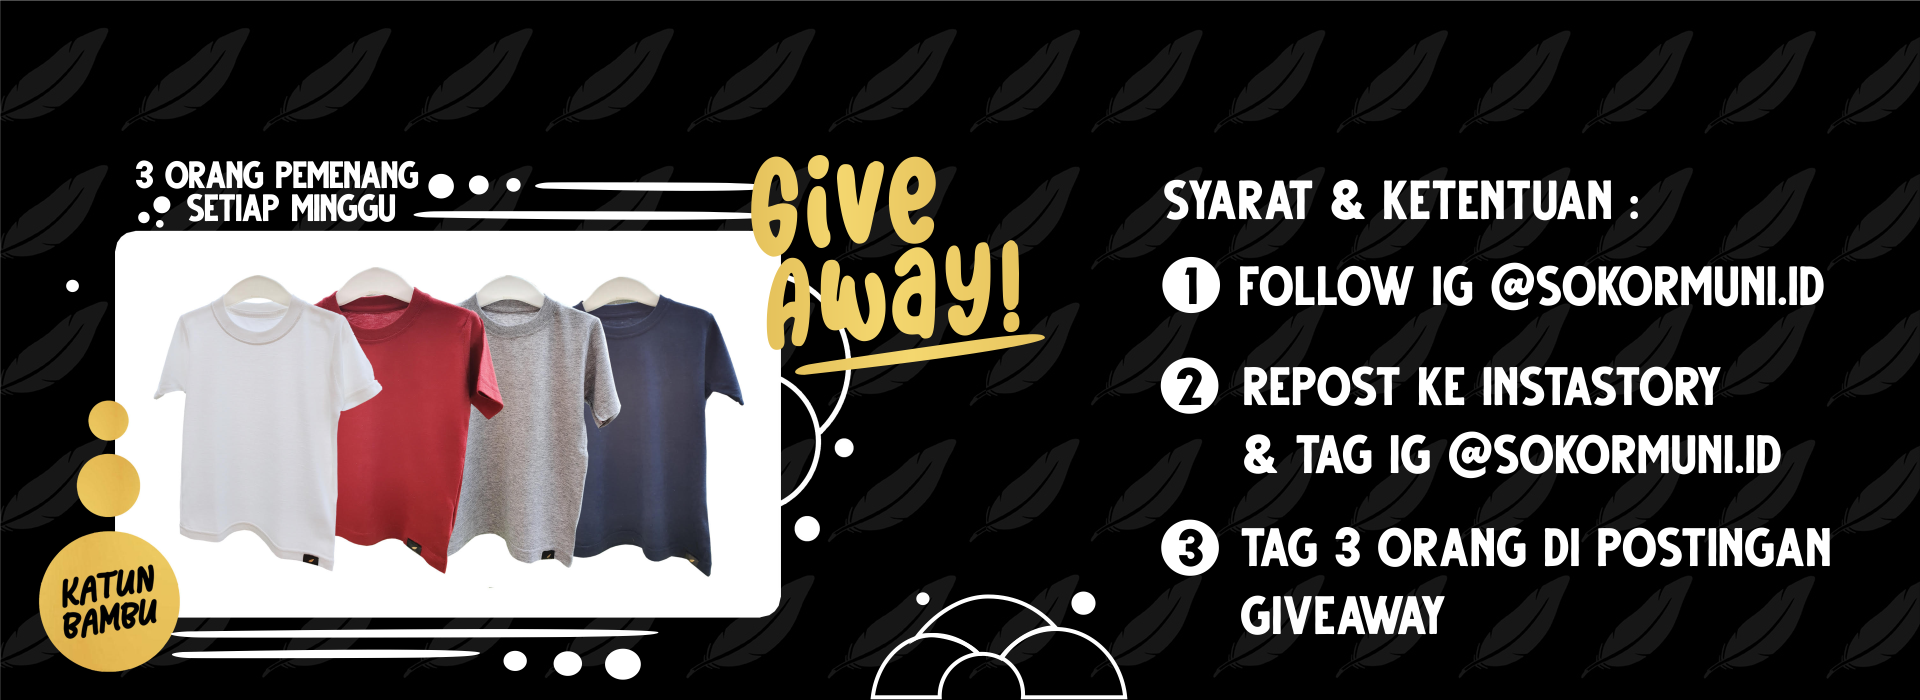 3 ORANG PEMENANG
SETIAP MINGGU
GiVe
AWAY!
KATUN
BAMBU
SYARAT & KETENTUAN :
1 FOLLOW IG @SOKORMUNI.ID
2 REPOST KE INSTASTORY
& TAG IG @SOKORMUNI.ID
3 TAG 3 ORANG DI POSTINGAN
GIVEAWAY